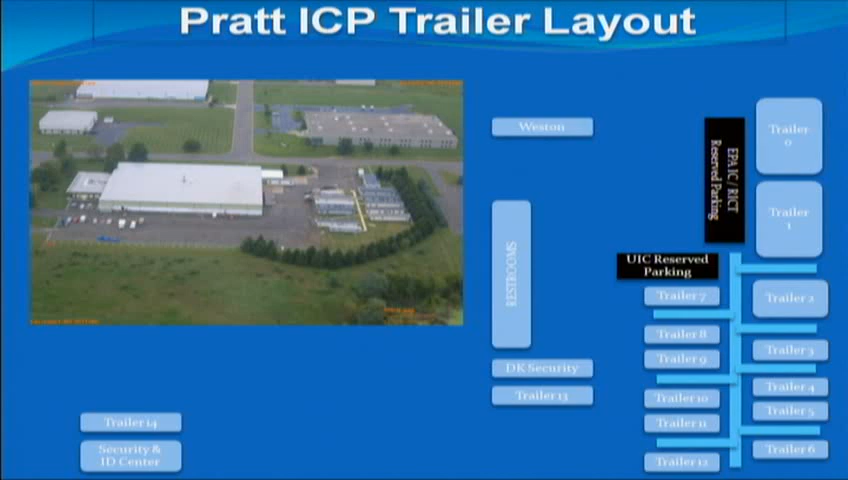 Pratt ICP Trailer Layout
Weston
EPA IC / RICT
Reserved Parking
Trailer
0
Trailer
1
RESTROOMS
UIC Reserved
Parking
Trailer 7
Trailer 2
Trailer 8
Trailer 3
Trailer 9
DK Security
Trailer 4
Trailer 13
Trailer 10
Trailer 5
Trailer 14
Trailer 11
Security &
ID Center
Trailer 6
Trailer 12